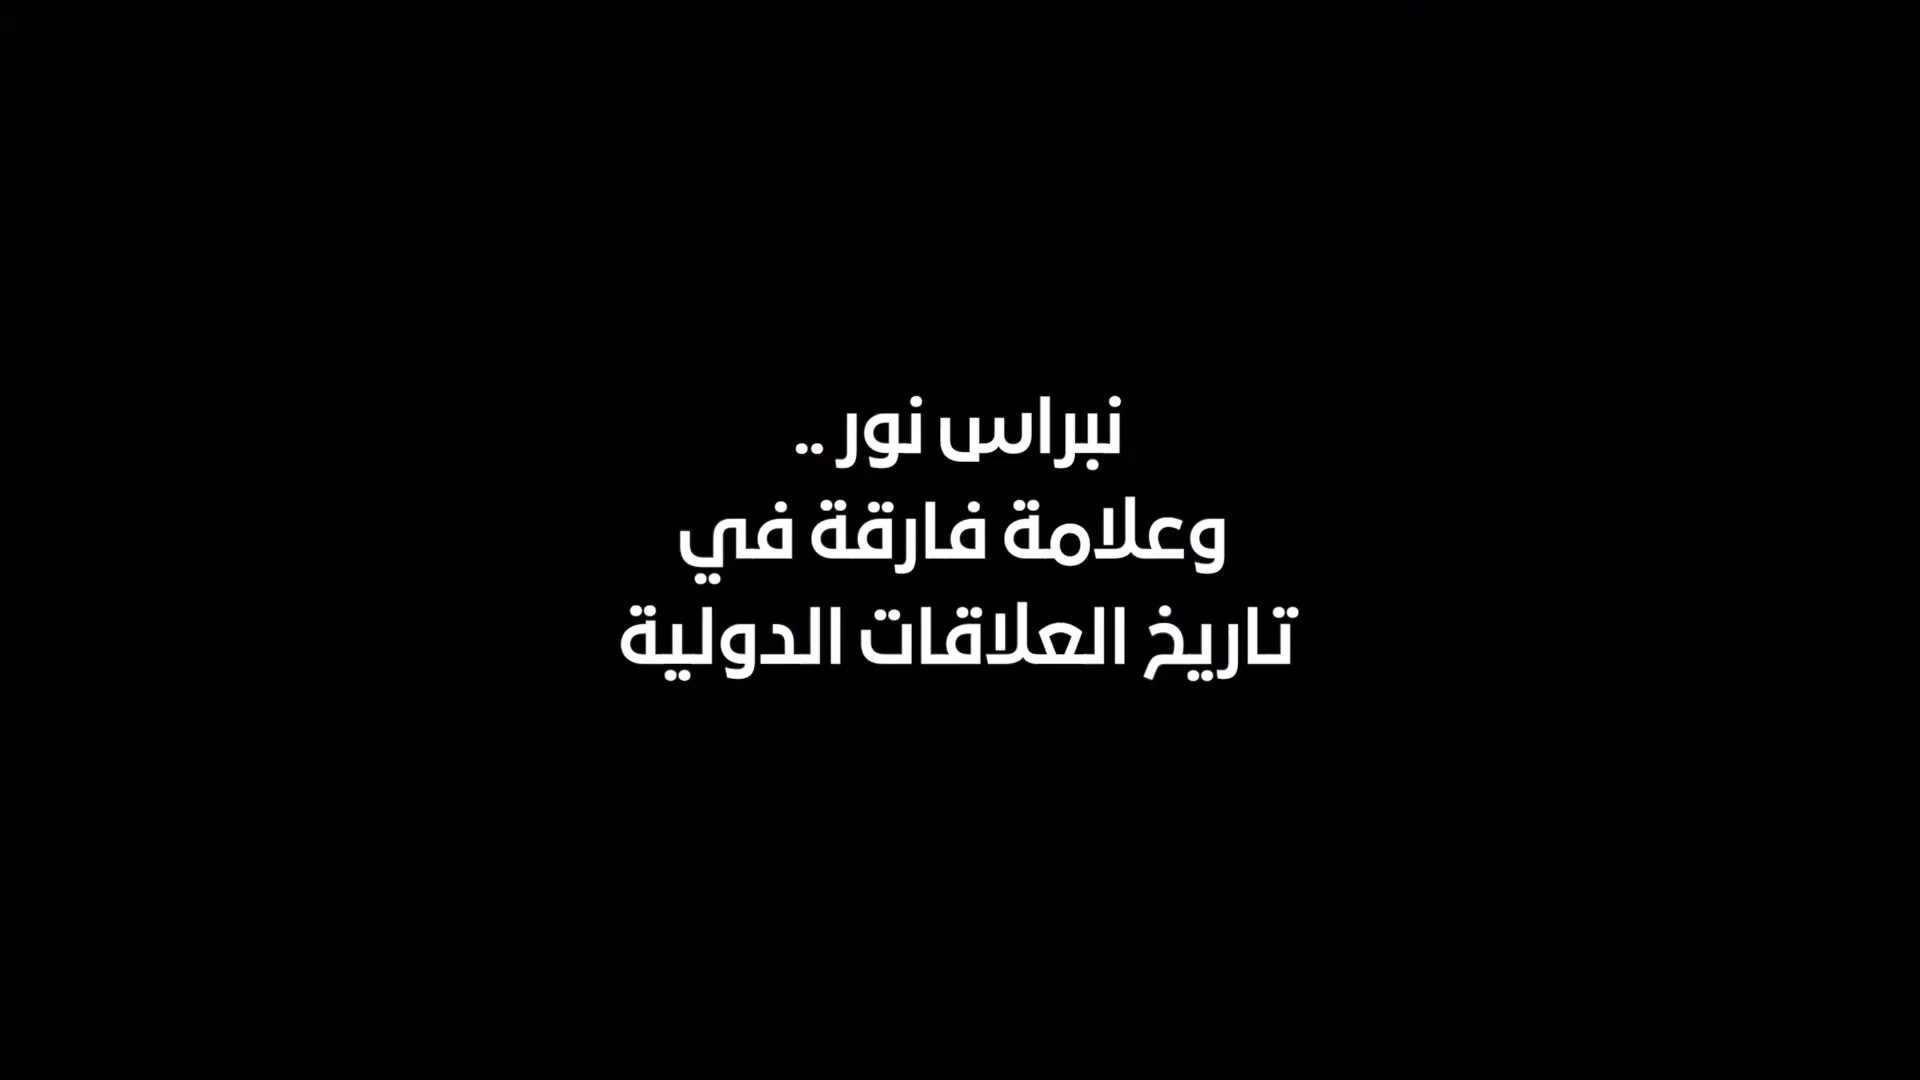 نبراس نور ..
وعلامة فارقة في
تاريخ العلاقات الدولية